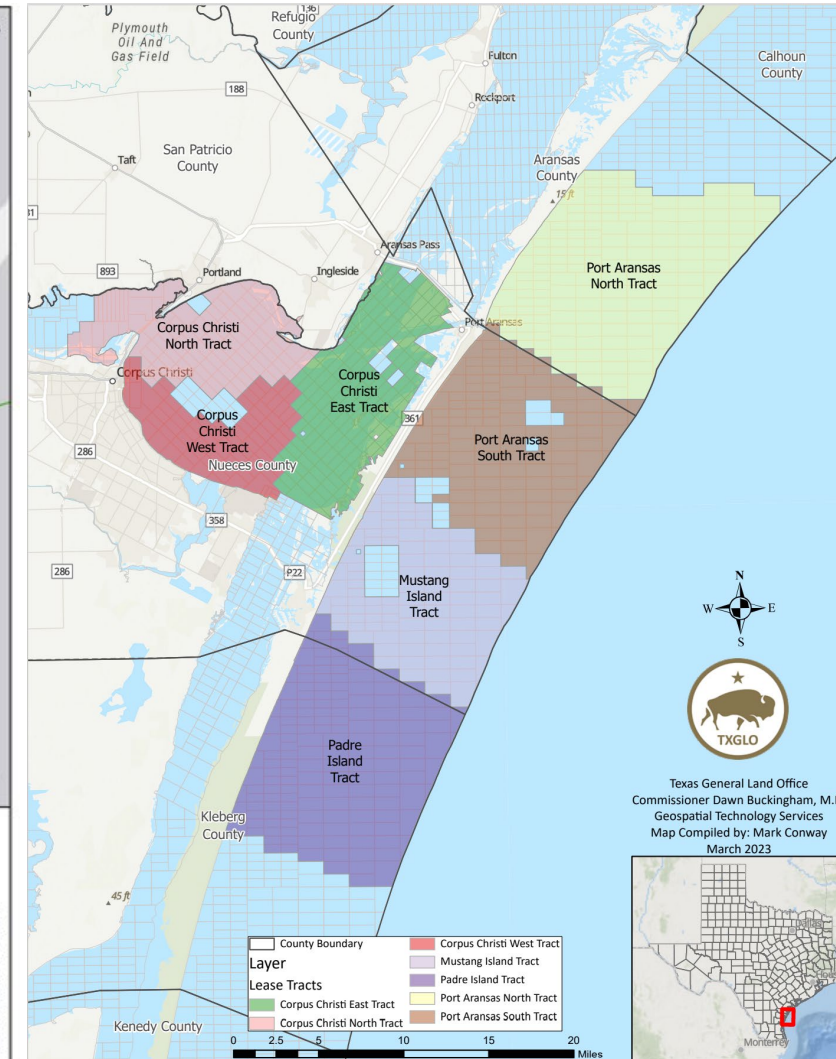 136
Refugio
County
Plymouth
Oil And
Gas Field
Fulton
Calhoun
County
188
Rockport
San Patricio
County
Taft
Aransas
County
15 ft
Aransas Pass
Port Aransas
North Tract
893
Portland
Ingleside
Port Aransas
Corpus Christi
North Tract
Corpus Christi
Corpus
Christi
East Tract
Corpus
Christi
West Tract
361
Port Aransas
South Tract
286
Nueces County
358
286
P22
Mustang
Island
Tract
N
W
E
S
TXGLO
Padre
Island
Tract
Texas General Land Office
Commissioner Dawn Buckingham, M.
Geospatial Technology Services
Map Compiled by: Mark Conway
March 2023
Kleberg
County
45 ft
County Boundary
Layer
Lease Tracts
Corpus Christi East Tract
Corpus Christi North Tract
Corpus Christi West Tract
Mustang Island Tract
Padre Island Tract
Port Aransas North Tract
Port Aransas South Tract
Kenedy County
0 2.5 5 10 15 20
Miles
Monterrey